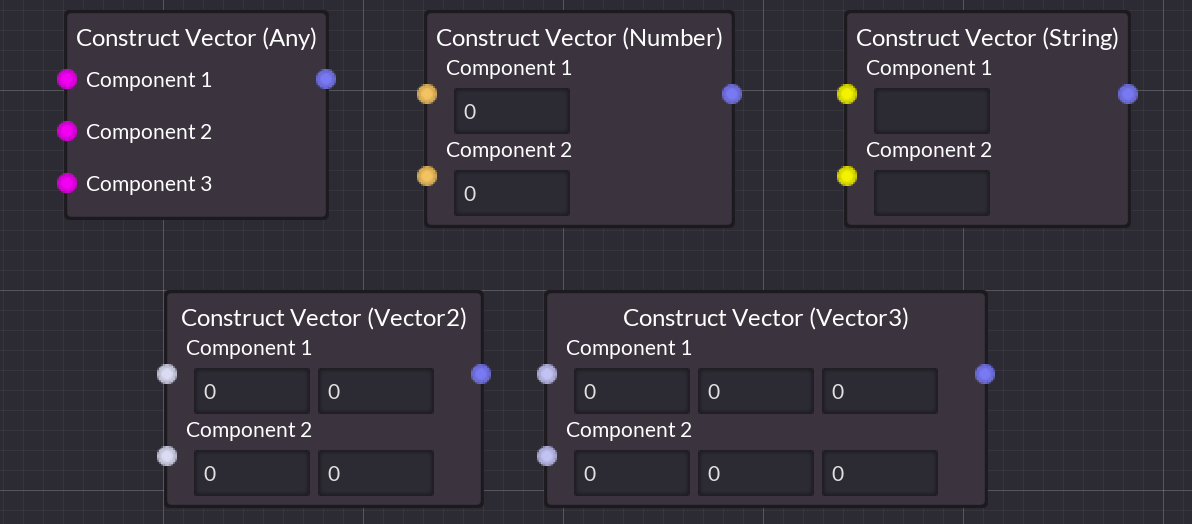 Construct Vector (Any)
Component 1
Component 2
Component 3
Construct Vector (Number)
Component 1
0
Component 2
0
Construct Vector (String)
Component 1
Component 2
Construct Vector (Vector2)
Component 1
0 0
Component 2
0 0
Construct Vector (Vector3)
Component 1
0 0 0
Component 2
0 0 0